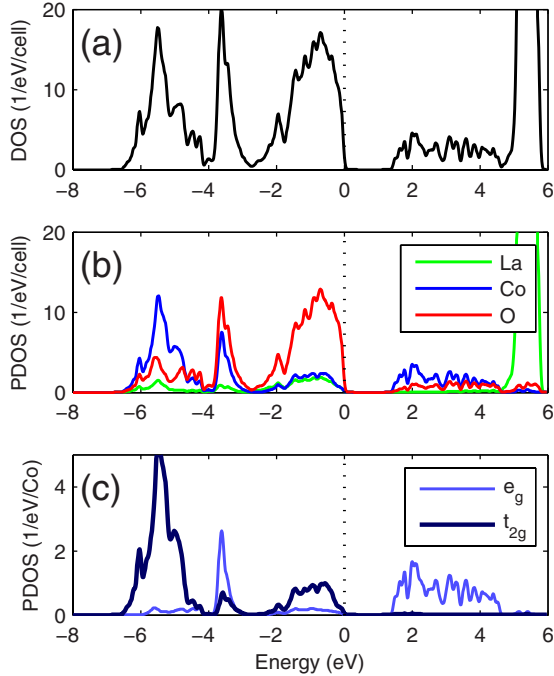 (a)
DOS (1/eV/cell)
20
10
0
−8 −6 −4 −2 0 2 4 6
(b)
PDOS (1/eV/cell)
20
10
0
La
Co
O
−8 −6 −4 −2 0 2 4 6
(c)
PDOS (1/eV/Co)
4
2
0
e_g
t_2g
−8 −6 −4 −2 0 2 4 6
Energy (eV)